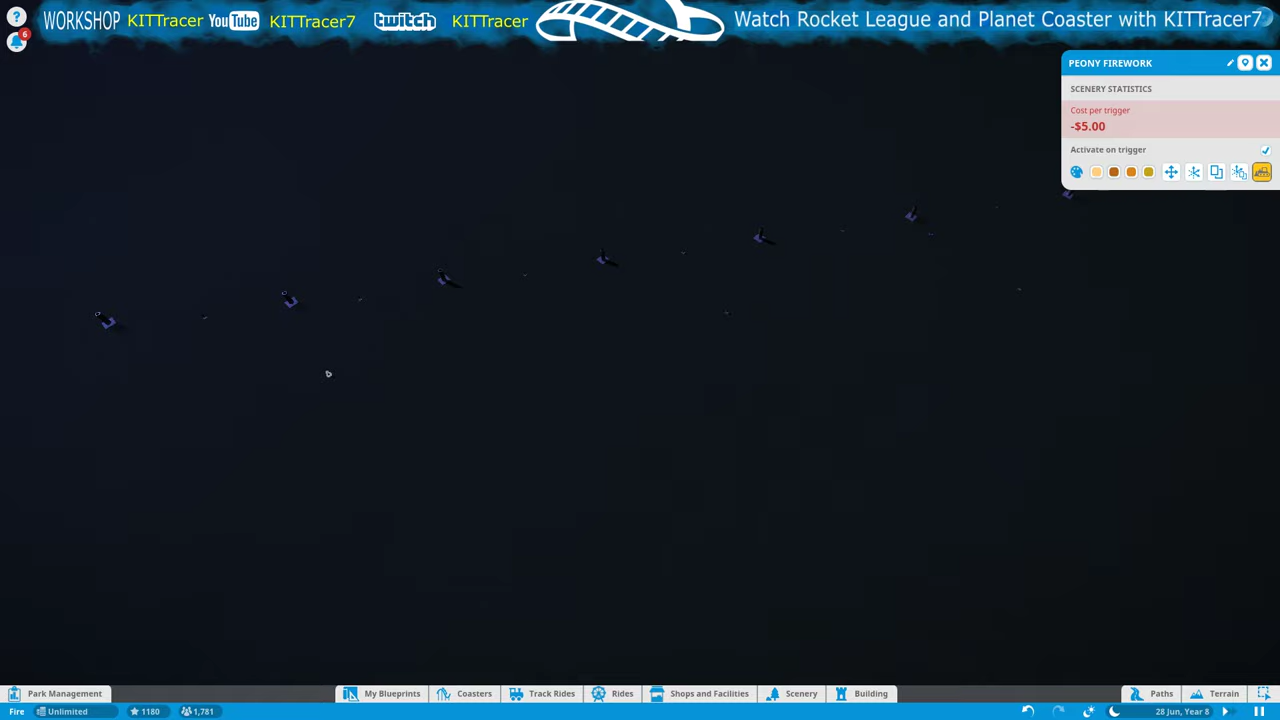 WORKSHOP KITTracer YouTube KITTracer7 twitch KITTracer Watch Rocket League and Planet Coaster with KITTracer7
?
6
PEONY FIREWORK
SCENERY STATISTICS
Cost per trigger
-$5.00
Activate on trigger
Park Management My Blueprints Coasters Track Rides Rides Shops and Facilities Scenery Building Paths Terrain
Fire Unlimited 1180 1,781 28 Jun, Year 8